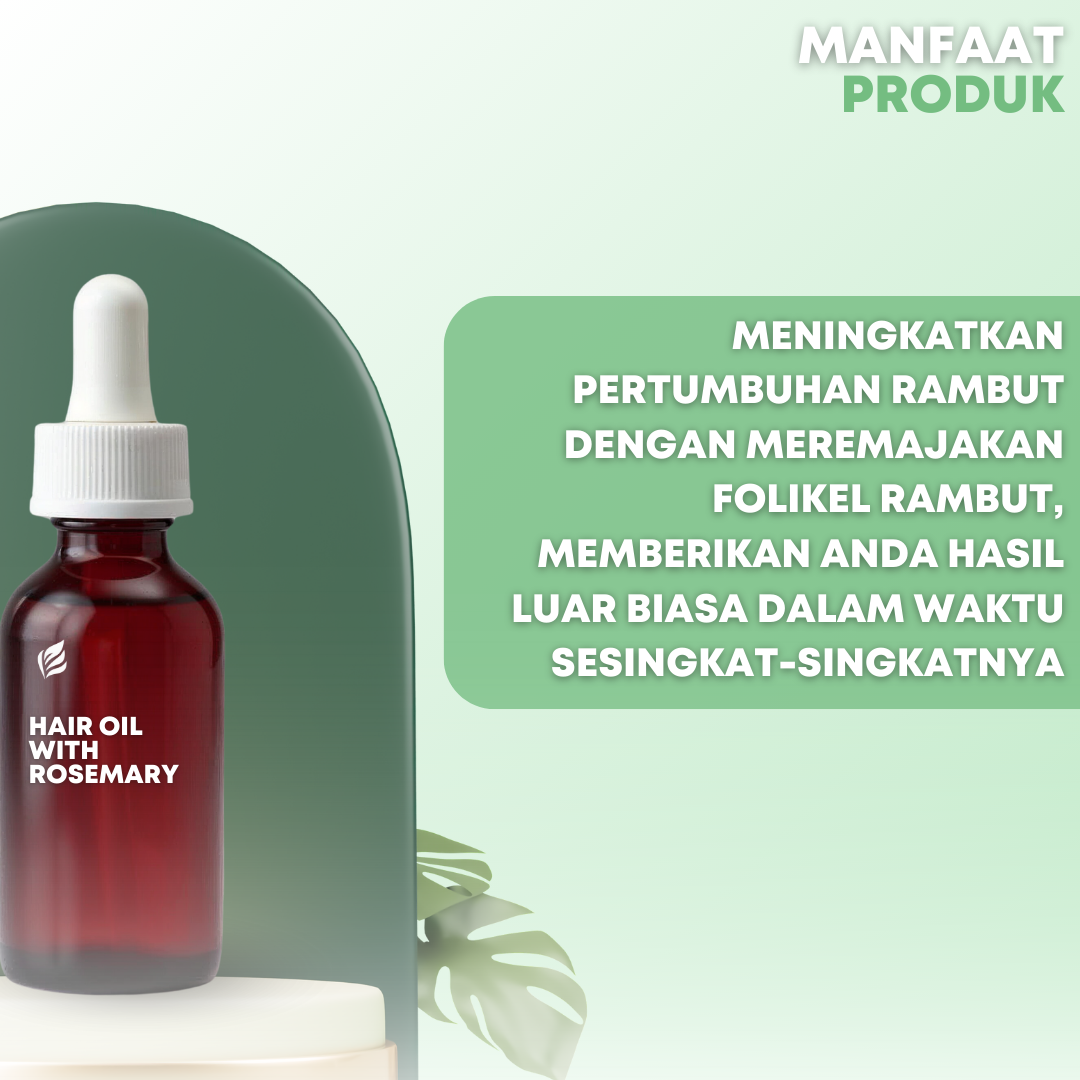 MANFAAT
PRODUK
MENINGKATKAN
PERTUMBUHAN RAMBUT
DENGAN MEREMAJAKAN
FOLIKEL RAMBUT,
MEMBERIKAN ANDA HASIL
LUAR BIASA DALAM WAKTU
SESINGKAT-SINGKATNYA
HAIR OIL
WITH
ROSEMARY